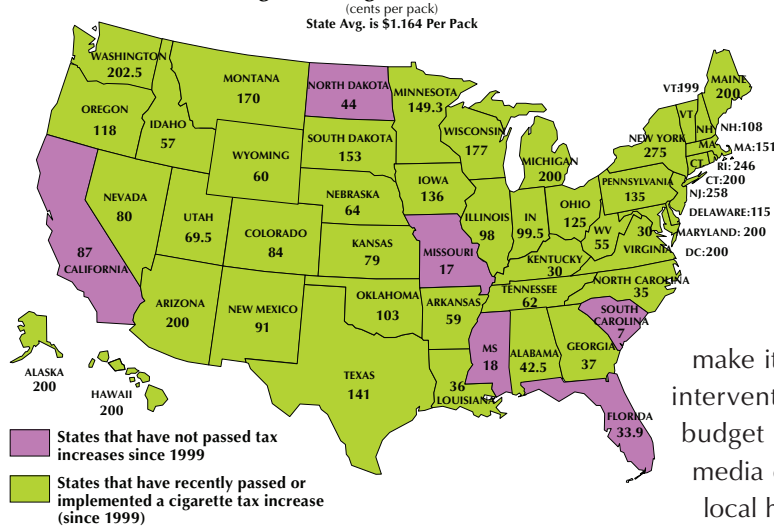 (cents per pack)
State Avg. is $1.164 Per Pack
WASHINGTON
202.5
OREGON
118
IDAHO
57
MONTANA
170
WYOMING
60
NEVADA
80
UTAH
69.5
COLORADO
84
87
CALIFORNIA
ARIZONA
200
NEW MEXICO
91
NORTH DAKOTA
44
SOUTH DAKOTA
153
NEBRASKA
64
KANSAS
79
OKLAHOMA
103
TEXAS
141
MINNESOTA
149.3
IOWA
136
MISSOURI
17
ARKANSAS
59
36
LOUISIANA
WISCONSIN
177
ILLINOIS
98
MICHIGAN
200
IN
99.5
OHIO
125
KENTUCKY
30
TENNESSEE
62
MS
18
ALABAMA
42.5
GEORGIA
37
FLORIDA
33.9
SOUTH
CAROLINA
7
NORTH CAROLINA
35
30
VIRGINIA
WV
55
PENNSYLVANIA
135
NEW YORK
275
MAINE
200
VT:199
VT
NH
NH:108
MA
MA:151
CT
RI: 246
CT:200
NJ:258
DELAWARE:115
MARYLAND: 200
DC:200
ALASKA
200
HAWAII
200
States that have not passed tax
increases since 1999
States that have recently passed or
implemented a cigarette tax increase
(since 1999)
make it
intervent
budget
media
local h